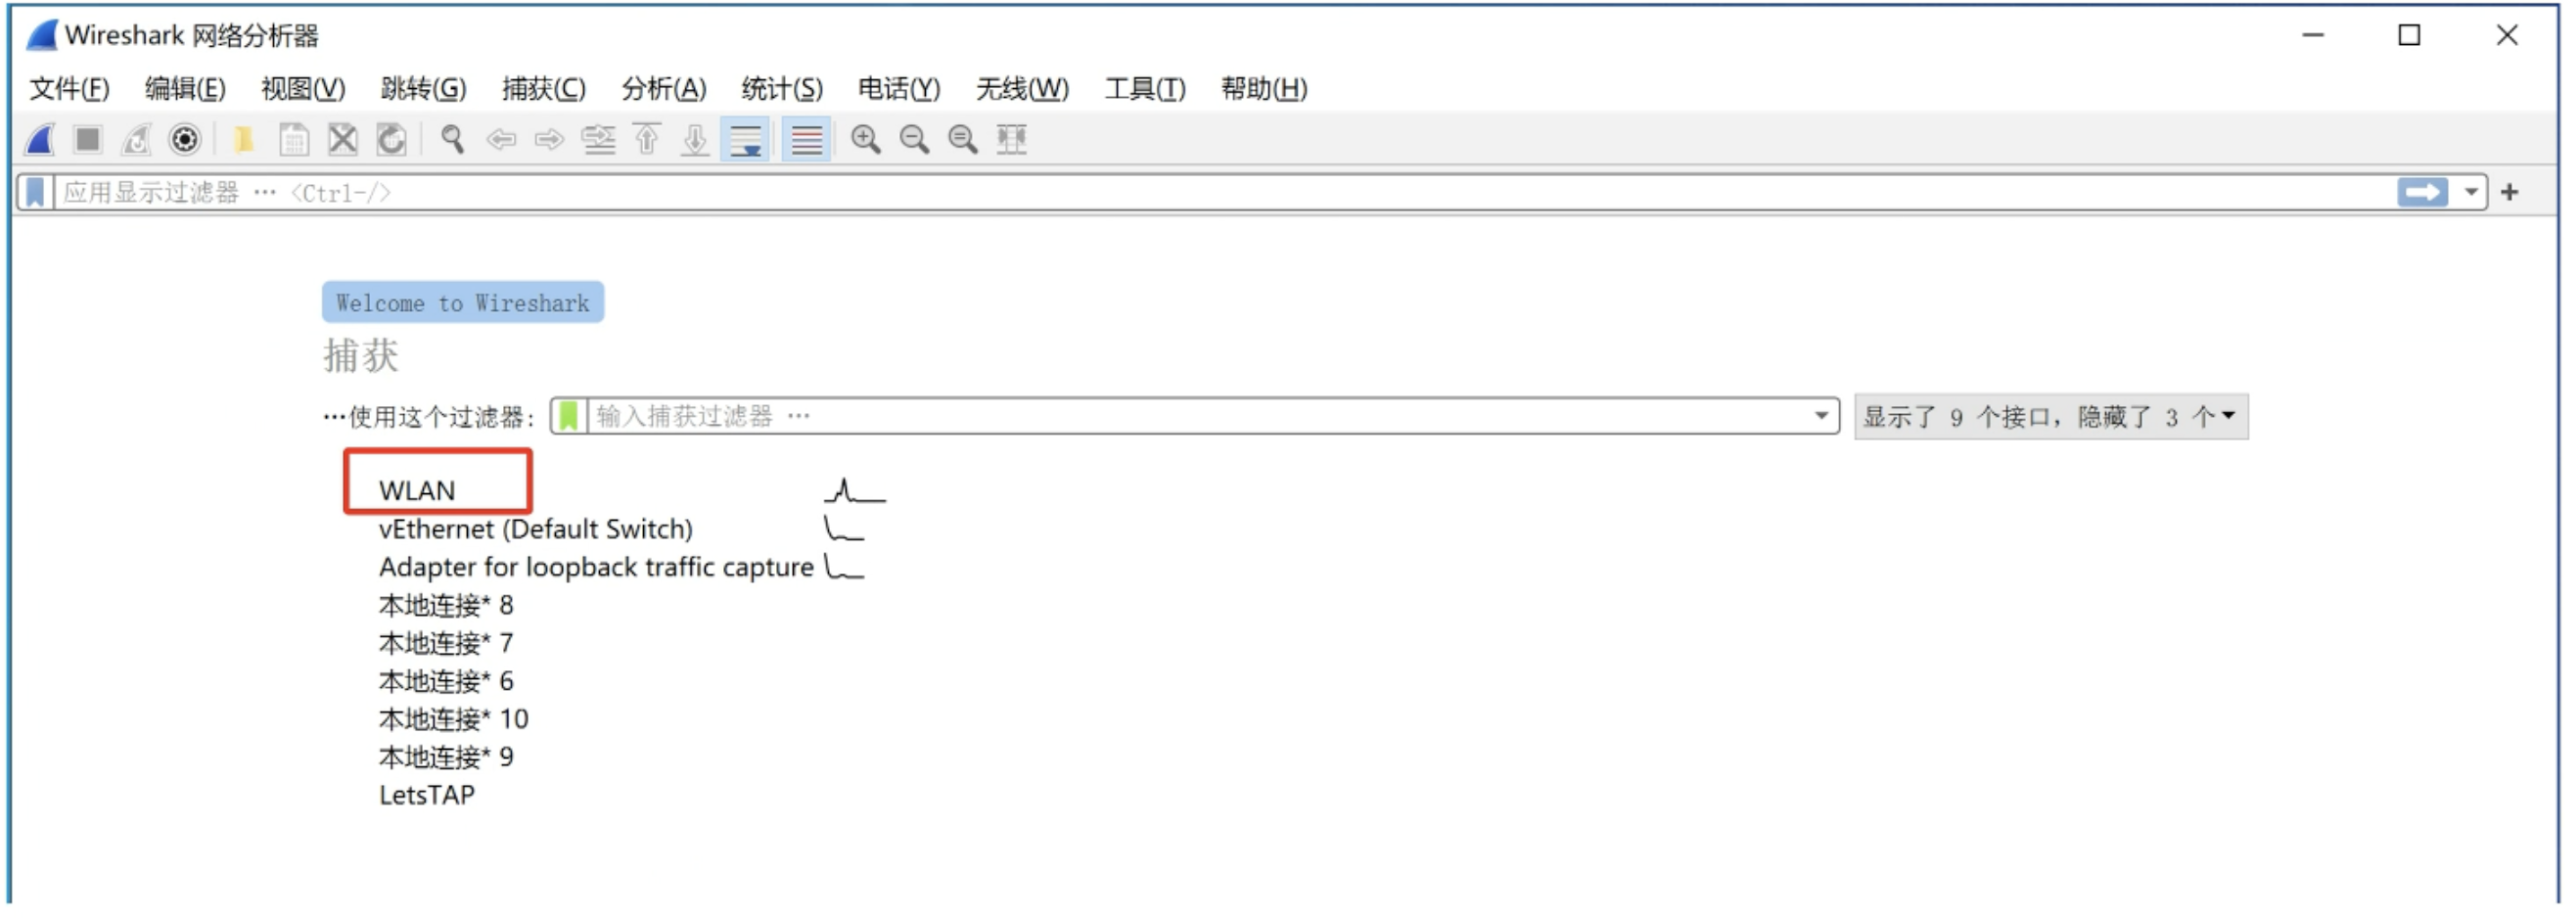 Wireshark 网络分析器
文件(F) 编辑(E) 视图(V) 跳转(G) 捕获(C) 分析(A) 统计(S) 电话(Y) 无线(W) 工具(T) 帮助(H)
应用显示过滤器 … <Ctrl-/>
Welcome to Wireshark
捕获
…使用这个过滤器: 输入捕获过滤器 … 显示了 9 个接口, 隐藏了 3 个
WLAN
vEthernet (Default Switch)
Adapter for loopback traffic capture
本地连接* 8
本地连接* 7
本地连接* 6
本地连接* 10
本地连接* 9
LetsTAP